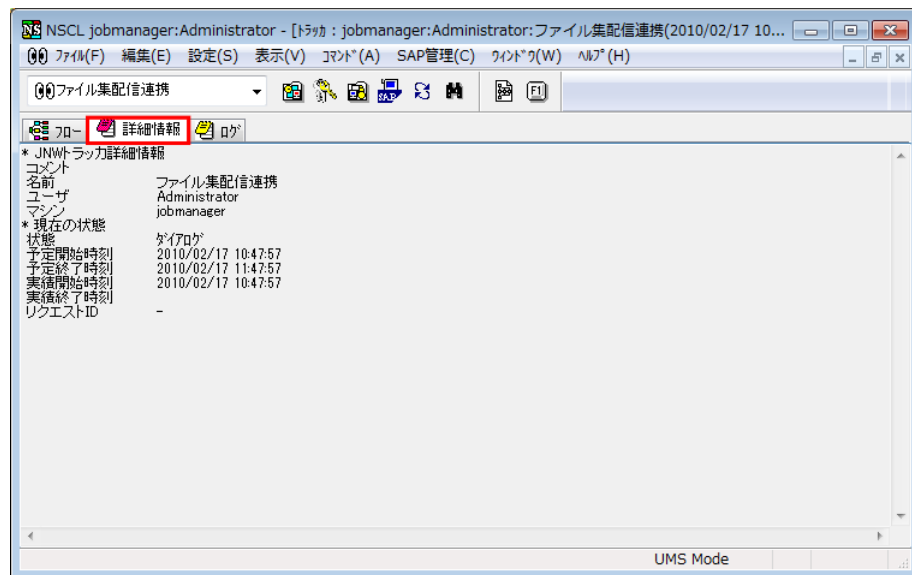 NSCL jobmanager:Administrator - [ﾄﾗｯｶ : jobmanager:Administrator:ファイル集配信連携(2010/02/17 10...
ﾌｧｲﾙ(F) 編集(E) 設定(S) 表示(V) ｺﾏﾝﾄﾞ(A) SAP管理(C) ｳｨﾝﾄﾞｳ(W) ﾍﾙﾌﾟ(H)
ファイル集配信連携
ﾌﾛｰ 詳細情報 ﾛｸﾞ
* JNWトラッカ詳細情報
コメント
名前 ファイル集配信連携
ユーザ Administrator
マシン jobmanager
* 現在の状態
状態 ﾀﾞｲｱﾛｸﾞ
予定開始時刻 2010/02/17 10:47:57
予定終了時刻 2010/02/17 11:47:57
実績開始時刻 2010/02/17 10:47:57
実績終了時刻
リクエストID -
UMS Mode